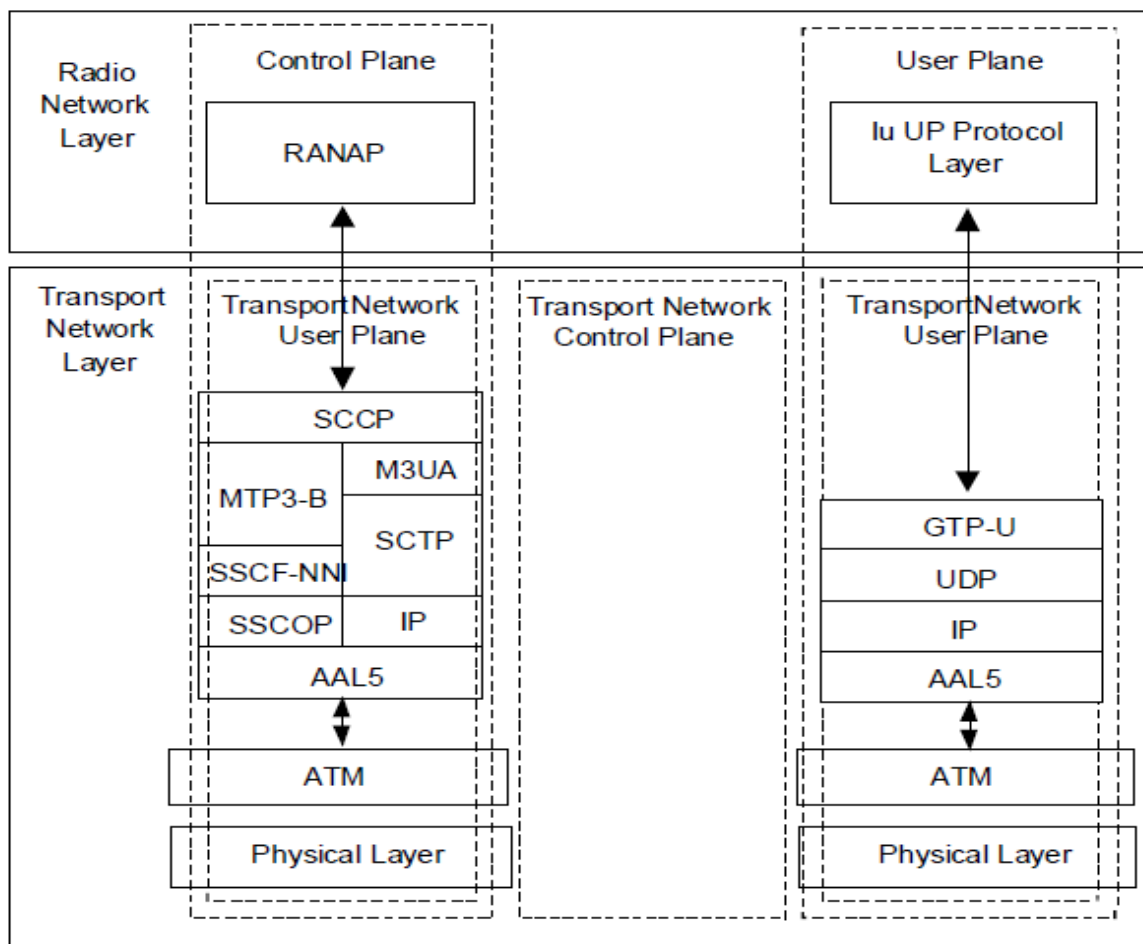 Radio
Network
Layer
Control Plane
RANAP
User Plane
Iu UP Protocol
Layer
Transport
Network
Layer
TransportNetwork
User Plane
SCCP
MTP3-B
M3UA
SCTP
SSCF-NNI
SSCOP
IP
AAL5
ATM
Physical Layer
Transport Network
Control Plane
TransportNetwork
User Plane
GTP-U
UDP
IP
AAL5
ATM
Physical Layer